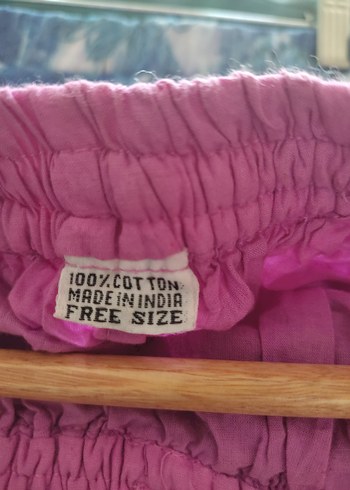 100% COTTON
MADE IN INDIA
FREE SIZE